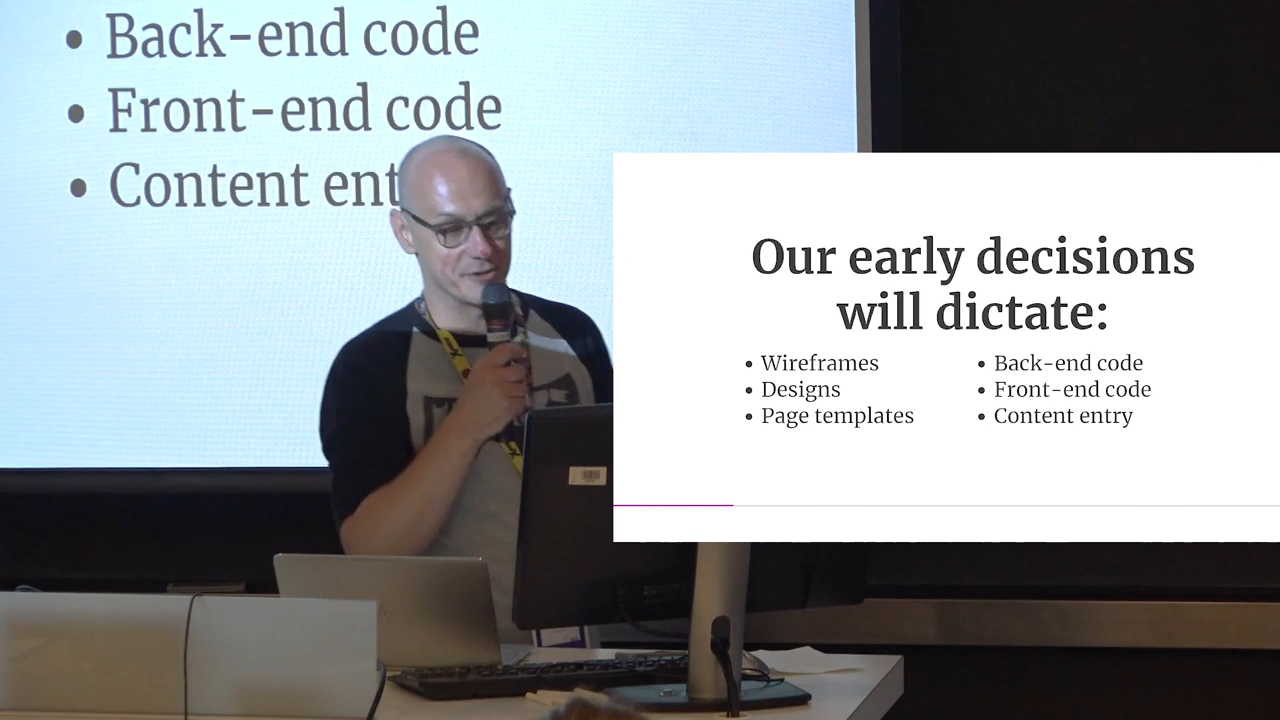 • Back-end code
• Front-end code
• Content ent
Our early decisions
will dictate:
• Wireframes
• Designs
• Page templates
• Back-end code
• Front-end code
• Content entry